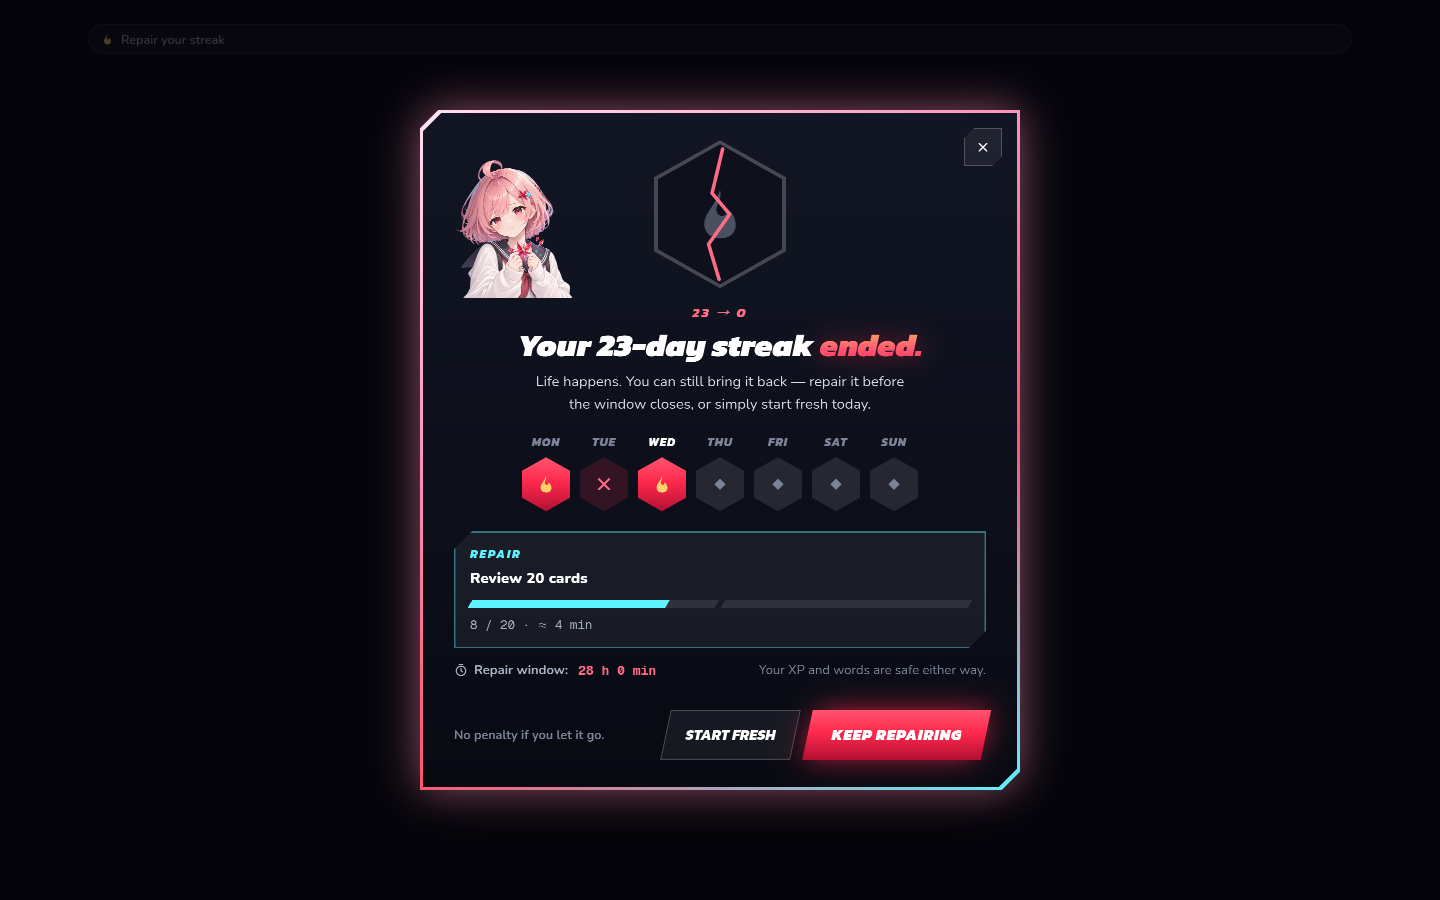 Repair your streak
23 → 0
Your 23-day streak ended.
Life happens. You can still bring it back — repair it before
the window closes, or simply start fresh today.
MON TUE WED THU FRI SAT SUN
REPAIR
Review 20 cards
8 / 20 · ≈ 4 min
Repair window: 28 h 0 min
Your XP and words are safe either way.
No penalty if you let it go.
START FRESH
KEEP REPAIRING